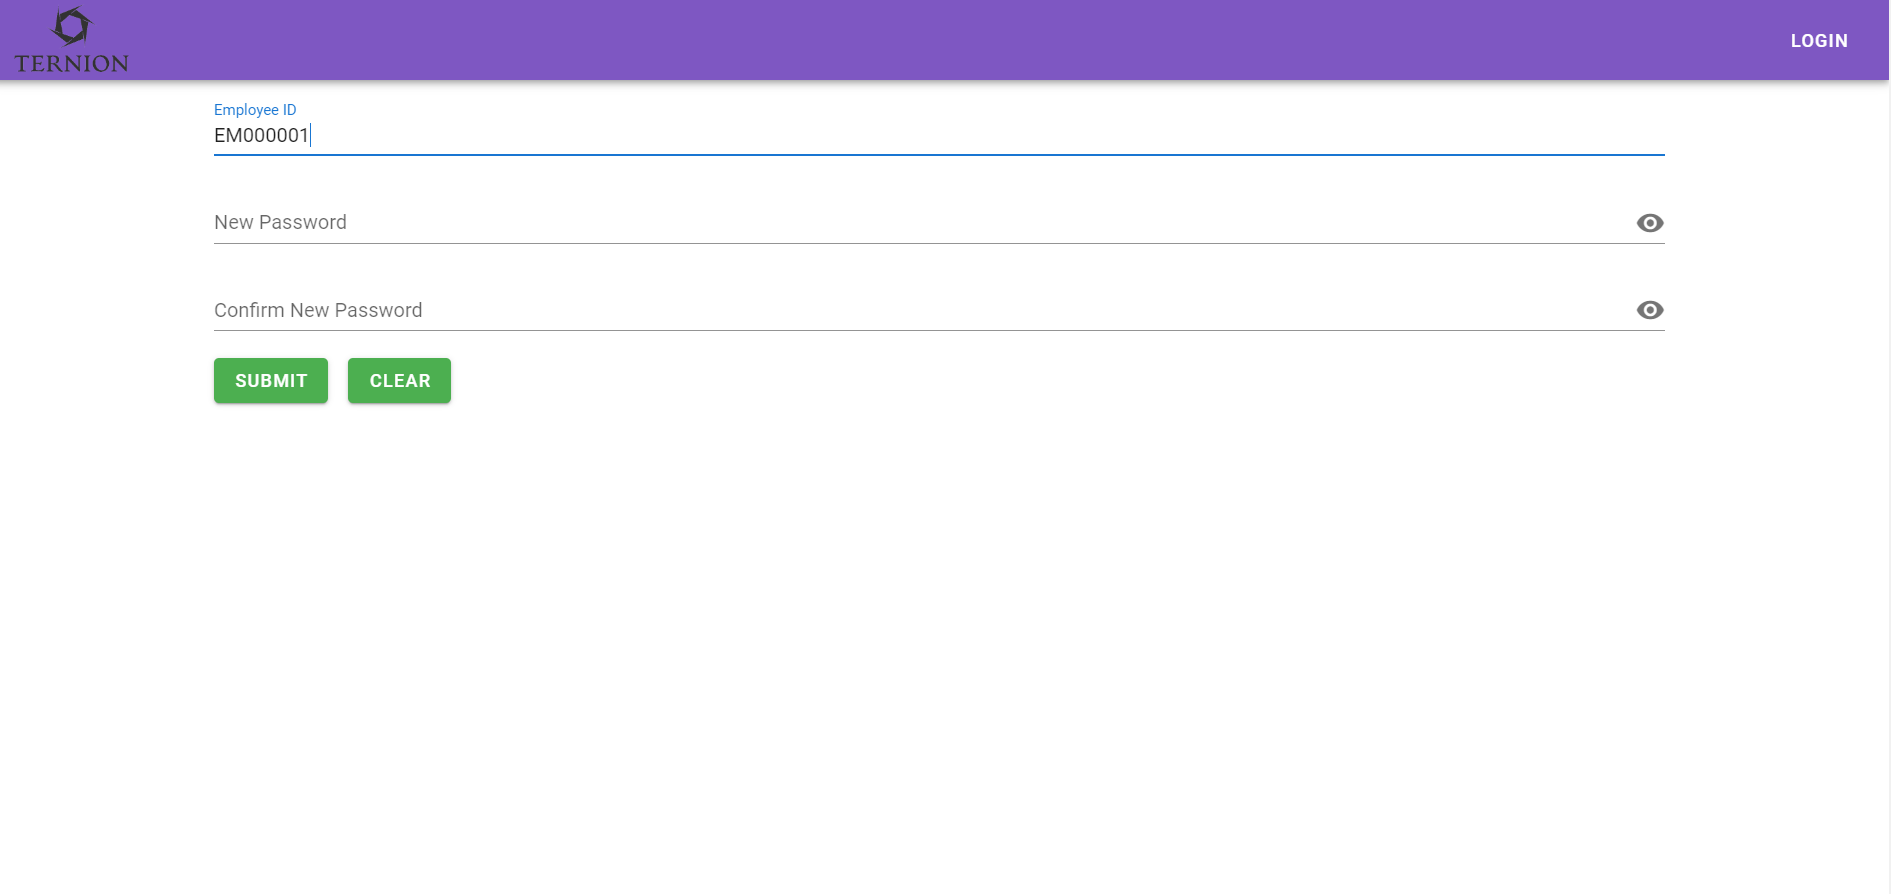 TERNION
LOGIN
Employee ID
EM000001
New Password
Confirm New Password
SUBMIT
CLEAR